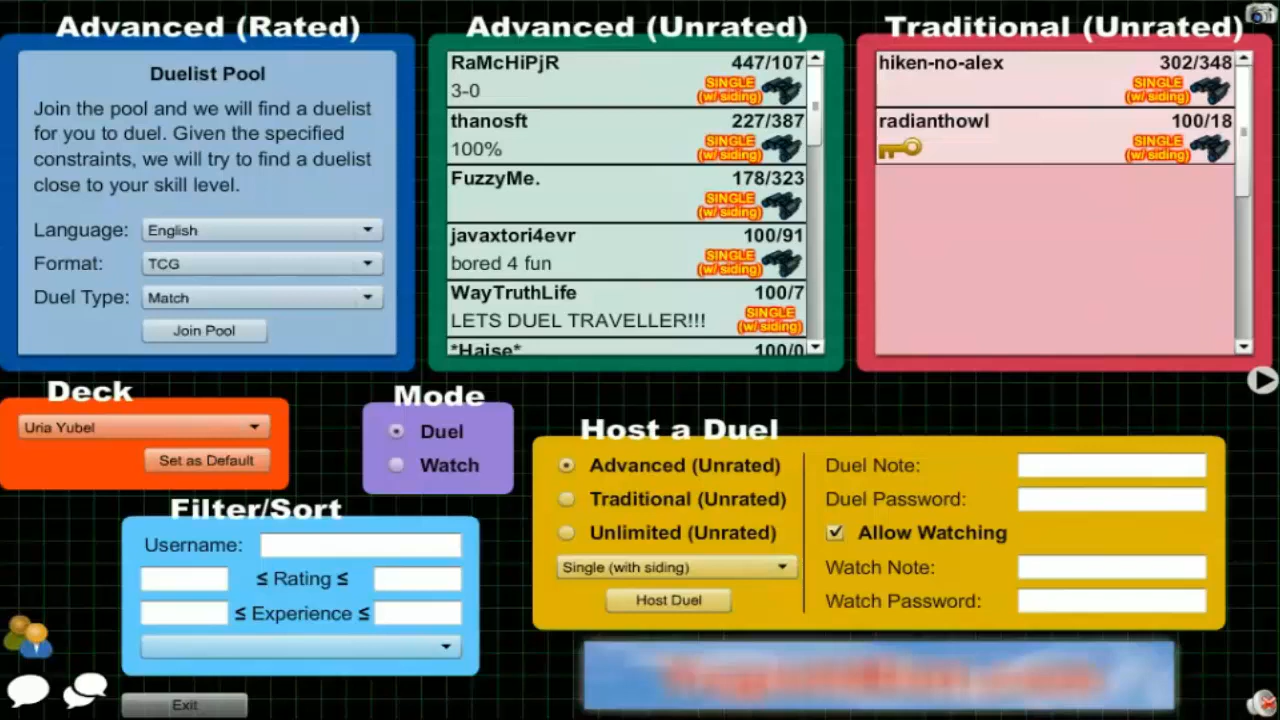 Advanced (Rated)
Duelist Pool
Join the pool and we will find a duelist
for you to duel. Given the specified
constraints, we will try to find a duelist
close to your skill level.
Language: English
Format: TCG
Duel Type: Match
Join Pool
Advanced (Unrated)
RaMcHiPjR 447/107
3-0 SINGLE
(w/ siding)
thanosft 227/387
100% SINGLE
(w/ siding)
FuzzyMe. 178/323
SINGLE
(w/ siding)
javaxtori4evr 100/91
bored 4 fun SINGLE
(w/ siding)
WayTruthLife 100/7
LETS DUEL TRAVELLER!!! SINGLE
(w/ siding)
*Haise* 100/0
Traditional (Unrated)
hiken-no-alex 302/348
SINGLE
(w/ siding)
radianthowl 100/18
SINGLE
(w/ siding)
Deck
Uria Yubel
Set as Default
Mode
Duel
Watch
Filter/Sort
Username:
≤ Rating ≤
≤ Experience ≤
Host a Duel
Advanced (Unrated)
Traditional (Unrated)
Unlimited (Unrated)
Single (with siding)
Host Duel
Duel Note:
Duel Password:
Allow Watching
Watch Note:
Watch Password:
Exit